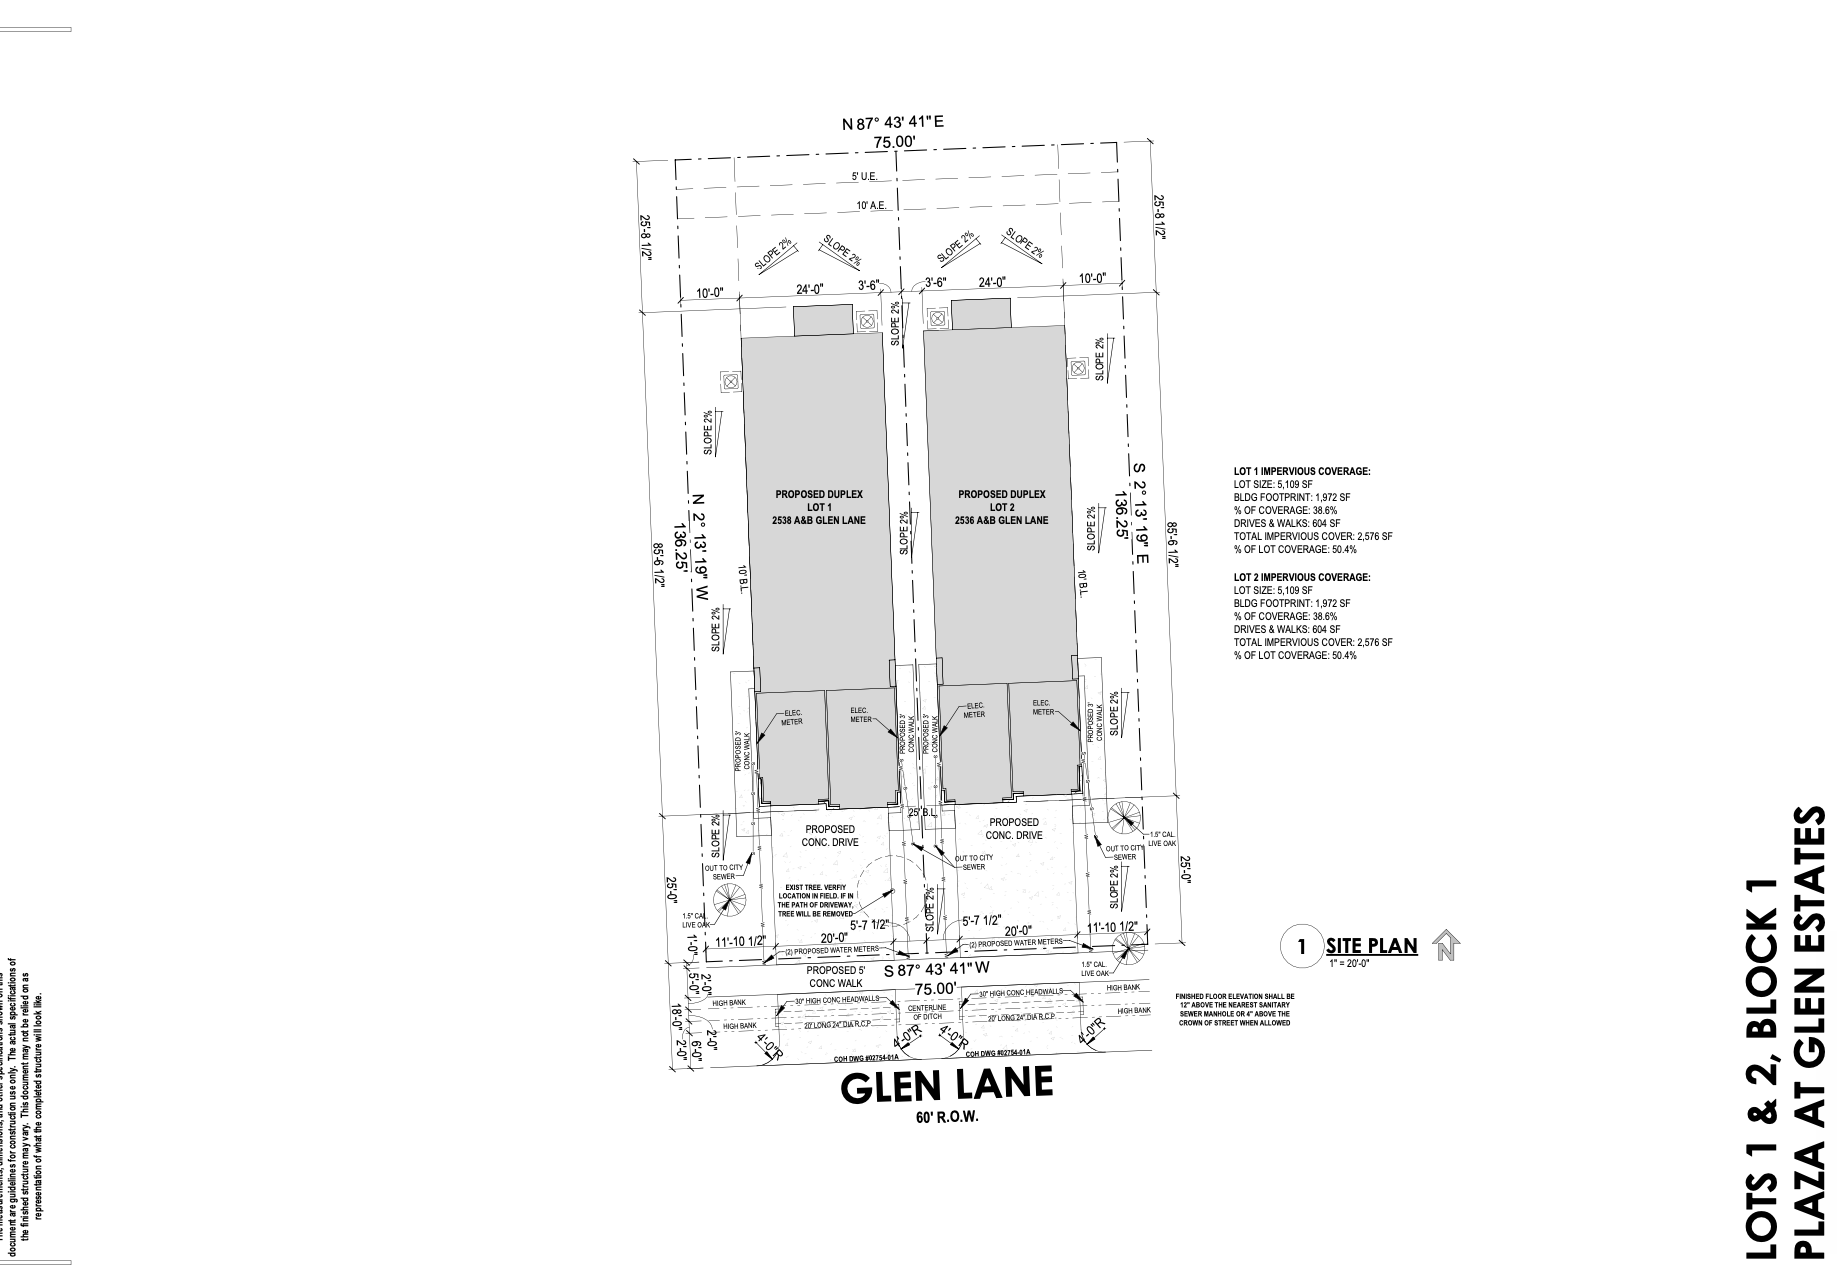 N 87° 43' 41" E
75.00'
5' U.E.
10' A.E.
25'-8 1/2"
25'-8 1/2"
SLOPE 2%
SLOPE 2%
SLOPE 2%
SLOPE 2%
10'-0"
24'-0"
3'-6"
3'-6"
24'-0"
10'-0"
SLOPE 2%
SLOPE 2%
SLOPE 2%
PROPOSED DUPLEX
LOT 1
2538 A&B GLEN LANE
PROPOSED DUPLEX
LOT 2
2536 A&B GLEN LANE
N 2° 13' 19" W
136.25'
S 2° 13' 19" E
136.25'
SLOPE 2%
SLOPE 2%
85'-6 1/2"
85'-6 1/2"
10' B.L.
10' B.L.
SLOPE 2%
LOT 1 IMPERVIOUS COVERAGE:
LOT SIZE: 5,109 SF
BLDG FOOTPRINT: 1,972 SF
% OF COVERAGE: 38.6%
DRIVES & WALKS: 604 SF
TOTAL IMPERVIOUS COVER: 2,576 SF
% OF LOT COVERAGE: 50.4%
LOT 2 IMPERVIOUS COVERAGE:
LOT SIZE: 5,109 SF
BLDG FOOTPRINT: 1,972 SF
% OF COVERAGE: 38.6%
DRIVES & WALKS: 604 SF
TOTAL IMPERVIOUS COVER: 2,576 SF
% OF LOT COVERAGE: 50.4%
ELEC.
METER
ELEC.
METER
ELEC.
METER
ELEC.
METER
PROPOSED 3'
CONC WALK
PROPOSED 3'
CONC WALK
PROPOSED 3'
CONC WALK
PROPOSED 3'
CONC WALK
SLOPE 2%
25' B.L.
PROPOSED
CONC. DRIVE
PROPOSED
CONC. DRIVE
SLOPE 2%
1.5" CAL.
LIVE OAK
OUT TO CITY
SEWER
OUT TO CITY
SEWER
OUT TO CITY
SEWER
25'-0"
25'-0"
EXIST TREE. VERFIY
LOCATION IN FIELD. IF IN
THE PATH OF DRIVEWAY,
TREE WILL BE REMOVED
SLOPE 2%
SLOPE 2%
1.5" CAL.
LIVE OAK
1'-0"
11'-10 1/2"
20'-0"
5'-7 1/2"
5'-7 1/2"
20'-0"
11'-10 1/2"
(2) PROPOSED WATER METERS
(2) PROPOSED WATER METERS
1.5" CAL.
LIVE OAK
PROPOSED 5'
CONC WALK
S 87° 43' 41" W
75.00'
5'-0"
2'-0"
18'-0"
2'-0"
6'-0"
2'-0"
HIGH BANK
HIGH BANK
HIGH BANK
HIGH BANK
30" HIGH CONC HEADWALLS
30" HIGH CONC HEADWALLS
CENTERLINE
OF DITCH
20' LONG 24" DIA R.C.P
20' LONG 24" DIA R.C.P
4'-0"R
4'-0"R
4'-0"R
4'-0"R
COH DWG #02754-01A
COH DWG #02754-01A
GLEN LANE
60' R.O.W.
1
SITE PLAN
1" = 20'-0"
N
FINISHED FLOOR ELEVATION SHALL BE
12" ABOVE THE NEAREST SANITARY
SEWER MANHOLE OR 4" ABOVE THE
CROWN OF STREET WHEN ALLOWED
document are guidelines for construction use only. The actual specifications of
the finished structure may vary. This document may not be relied on as
representation of what the completed structure will look like.
LOTS 1 & 2, BLOCK 1
PLAZA AT GLEN ESTATES